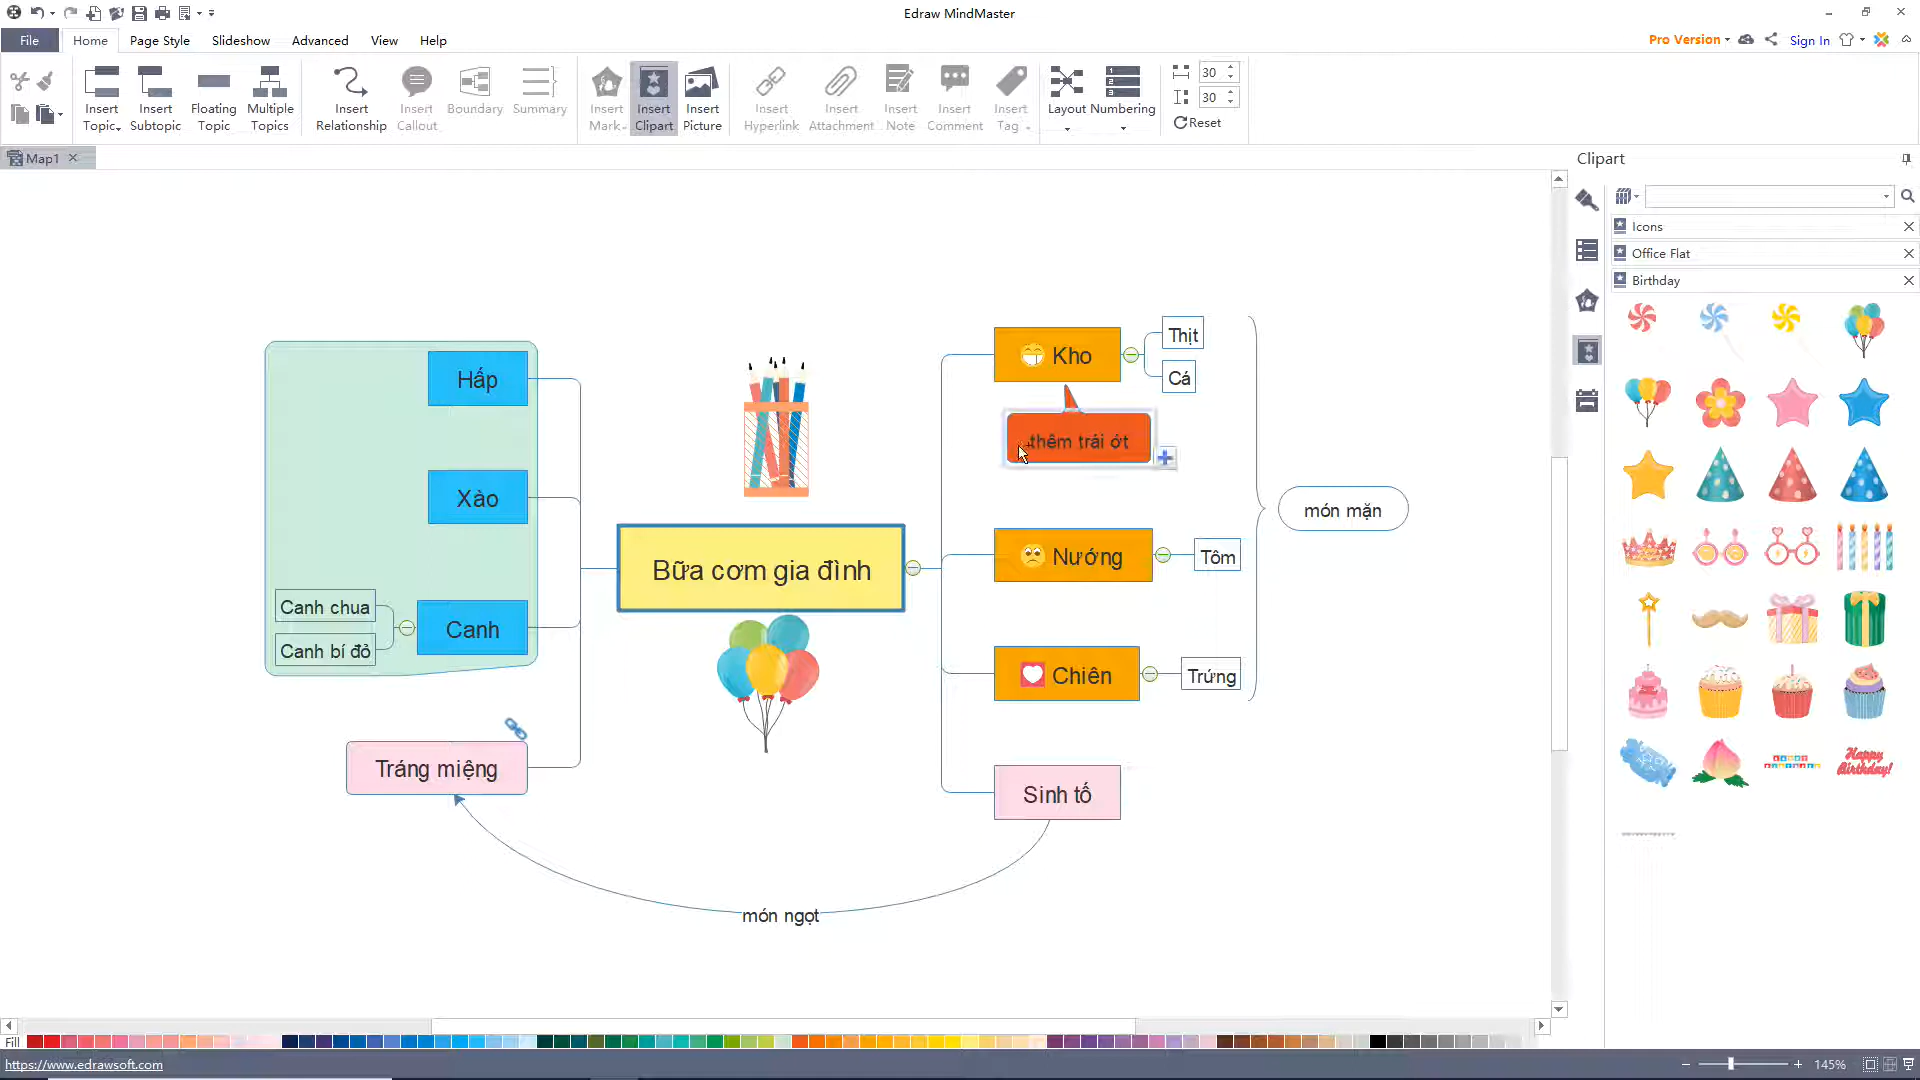 Edraw MindMaster
File
Home
Page Style
Slideshow
Advanced
View
Help
Pro Version
Sign In
Insert Topic
Insert Subtopic
Floating Topic
Multiple Topics
Insert Relationship
Insert Callout
Boundary
Summary
Insert Mark
Insert Clipart
Insert Picture
Insert Hyperlink
Insert Attachment
Insert Note
Insert Comment
Insert Tag
Layout
Numbering
30
30
Reset
Map1
Clipart
Icons
Office Flat
Birthday
Hấp
Xào
Canh
Canh chua
Canh bí đỏ
Tráng miệng
Bữa cơm gia đình
Kho
Thịt
Cá
thêm trái ớt
Nướng
Tôm
Chiên
Trứng
Sinh tố
món mặn
món ngọt
Happy Birthday!
Fill
https://www.edrawsoft.com
145%